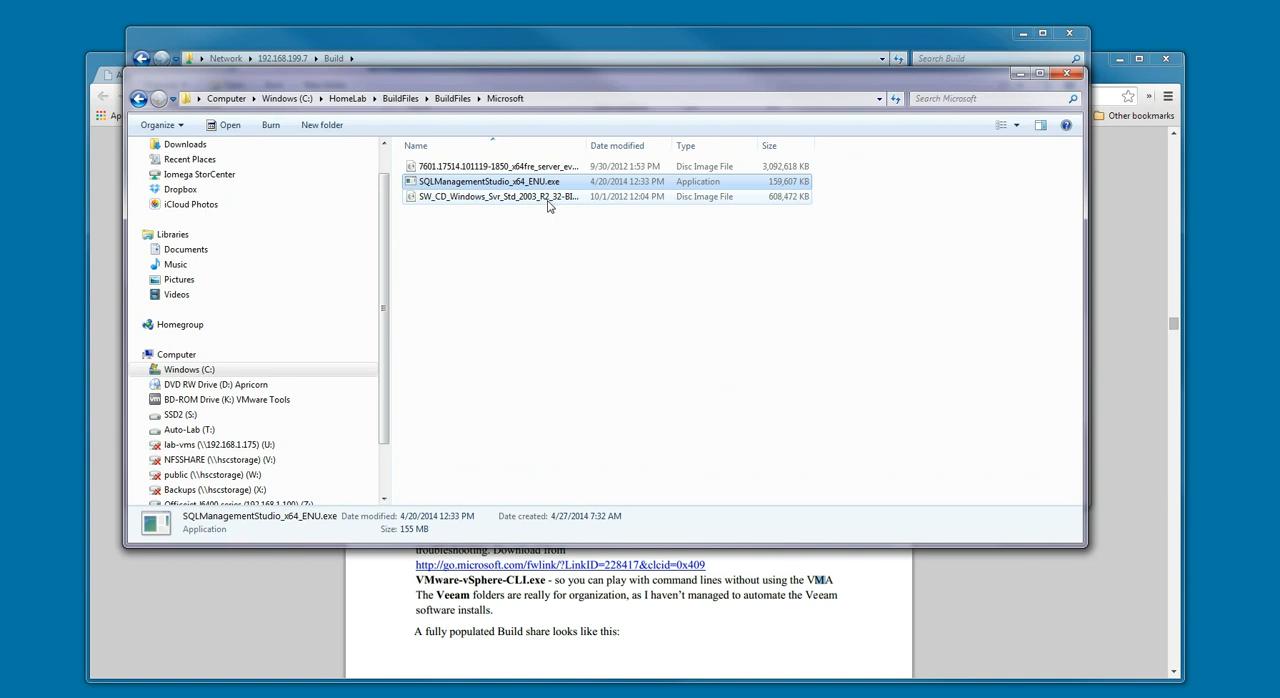 Network ▸ 192.168.199.7 ▸ Build ▸
Search Build
Computer ▸ Windows (C:) ▸ HomeLab ▸ BuildFiles ▸ BuildFiles ▸ Microsoft
Search Microsoft
Other bookmarks
Organize
Open
Burn
New folder
Name
Date modified
Type
Size
7601.17514.101119-1850_x64fre_server_ev... 9/30/2012 1:53 PM Disc Image File 3,092,618 KB
SQLManagementStudio_x64_ENU.exe 4/20/2014 12:33 PM Application 159,607 KB
SW_CD_Windows_Svr_Std_2003_R2_32-BI... 10/1/2012 12:04 PM Disc Image File 608,472 KB
Downloads
Recent Places
Iomega StorCenter
Dropbox
iCloud Photos
Libraries
Documents
Music
Pictures
Videos
Homegroup
Computer
Windows (C:)
DVD RW Drive (D:) Apricorn
BD-ROM Drive (K:) VMware Tools
SSD2 (S:)
Auto-Lab (T:)
lab-vms (\\192.168.1.175) (U:)
NFSSHARE (\\hscstorage) (V:)
public (\\hscstorage) (W:)
Backups (\\hscstorage) (X:)
Officejet J6400 series (192.168.1.100) (Z:)
SQLManagementStudio_x64_ENU.exe Date modified: 4/20/2014 12:33 PM Date created: 4/27/2014 7:32 AM
Application Size: 155 MB
troubleshooting. Download from
http://go.microsoft.com/fwlink/?LinkID=228417&clcid=0x409
VMware-vSphere-CLI.exe - so you can play with command lines without using the VMA
The Veeam folders are really for organization, as I haven't managed to automate the Veeam
software installs.
A fully populated Build share looks like this: